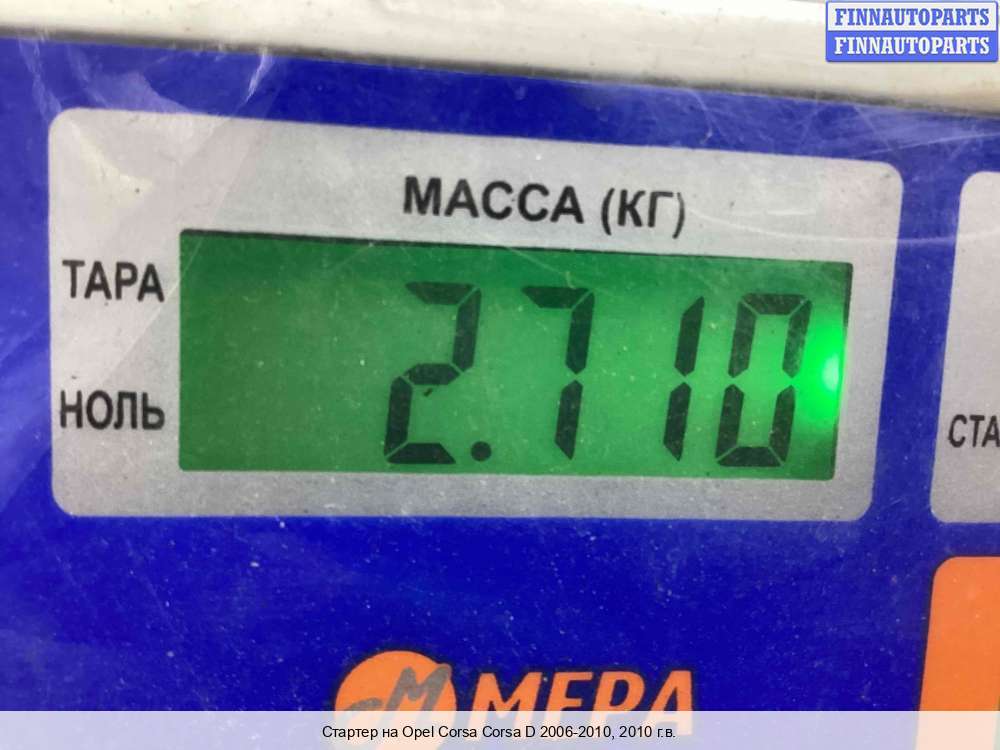 FINNAUTOPARTS
FINNAUTOPARTS
МАССА (КГ)
ТАРА
2.710
НОЛЬ
СТА
МЕРА
Стартер на Opel Corsa Corsa D 2006-2010, 2010 г.в.